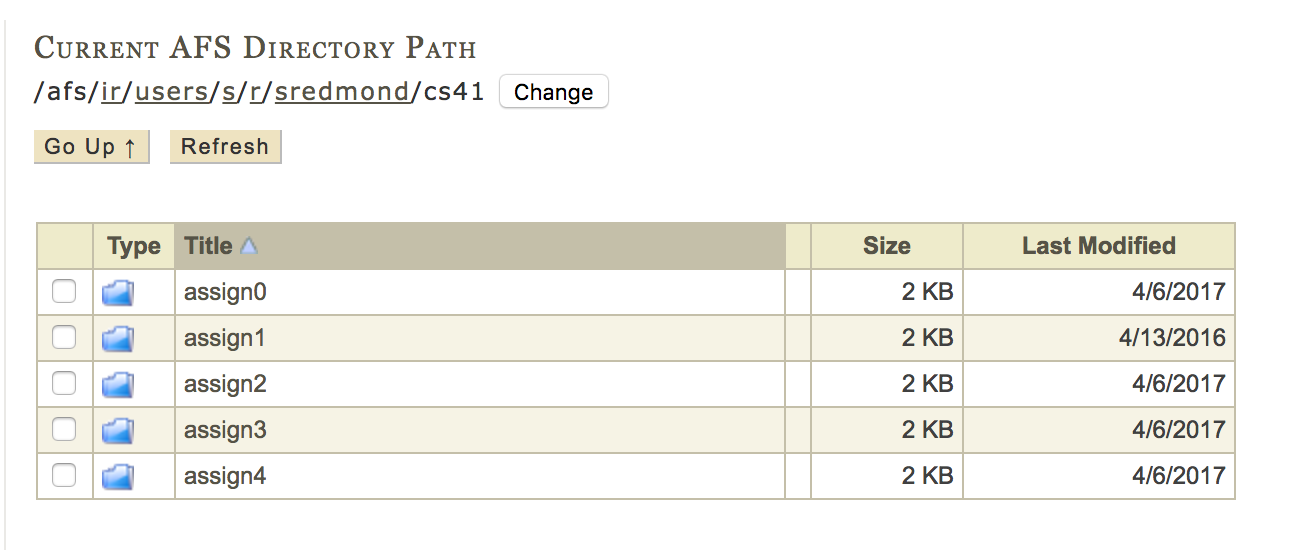 CURRENT AFS DIRECTORY PATH
/afs/ir/users/s/r/sredmond/cs41 Change
Go Up ↑ Refresh
Type Title Size Last Modified
assign0 2 KB 4/6/2017
assign1 2 KB 4/13/2016
assign2 2 KB 4/6/2017
assign3 2 KB 4/6/2017
assign4 2 KB 4/6/2017